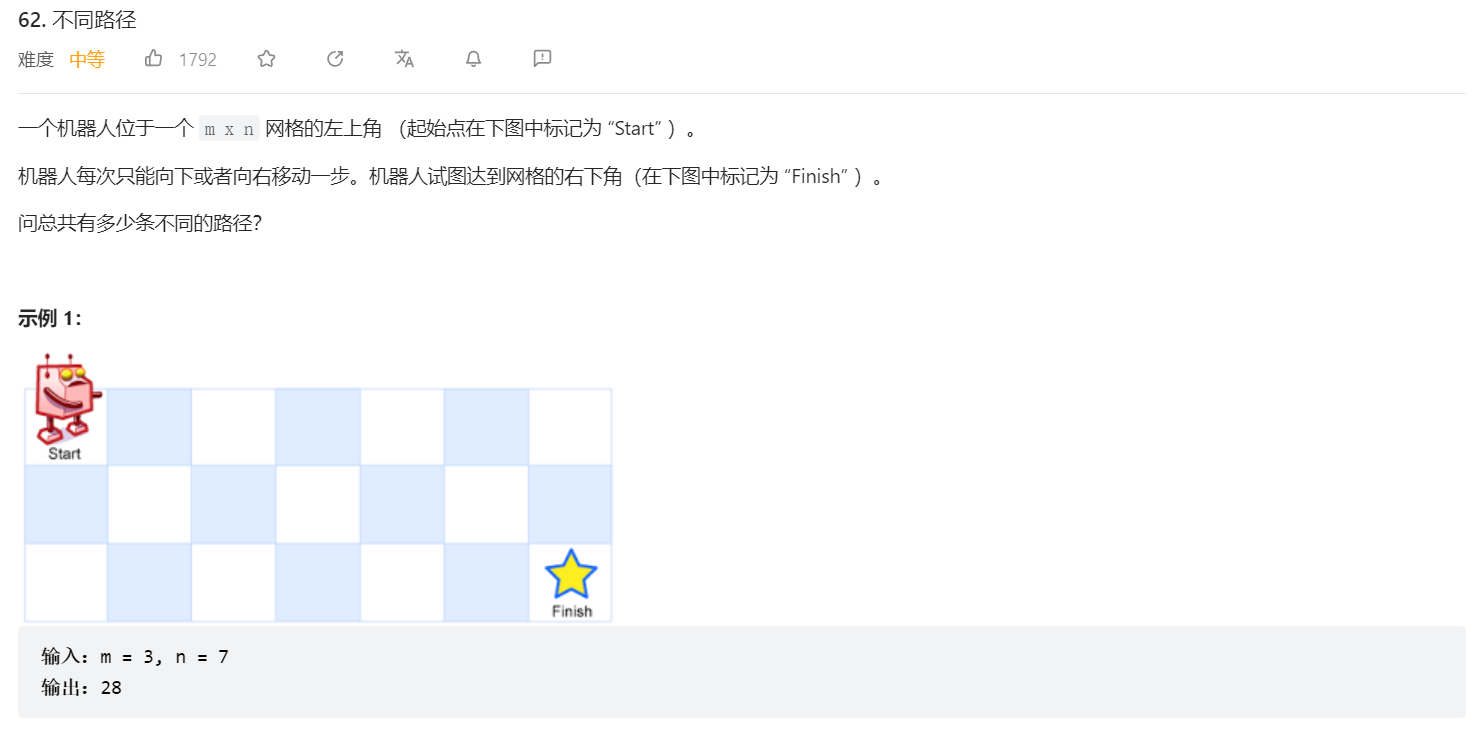 62. 不同路径
难度 中等 1792
一个机器人位于一个 m x n 网格的左上角 （起始点在下图中标记为 “Start” ）。
机器人每次只能向下或者向右移动一步。机器人试图达到网格的右下角（在下图中标记为 “Finish” ）。
问总共有多少条不同的路径？
示例 1：
Start
Finish
输入：m = 3, n = 7
输出：28